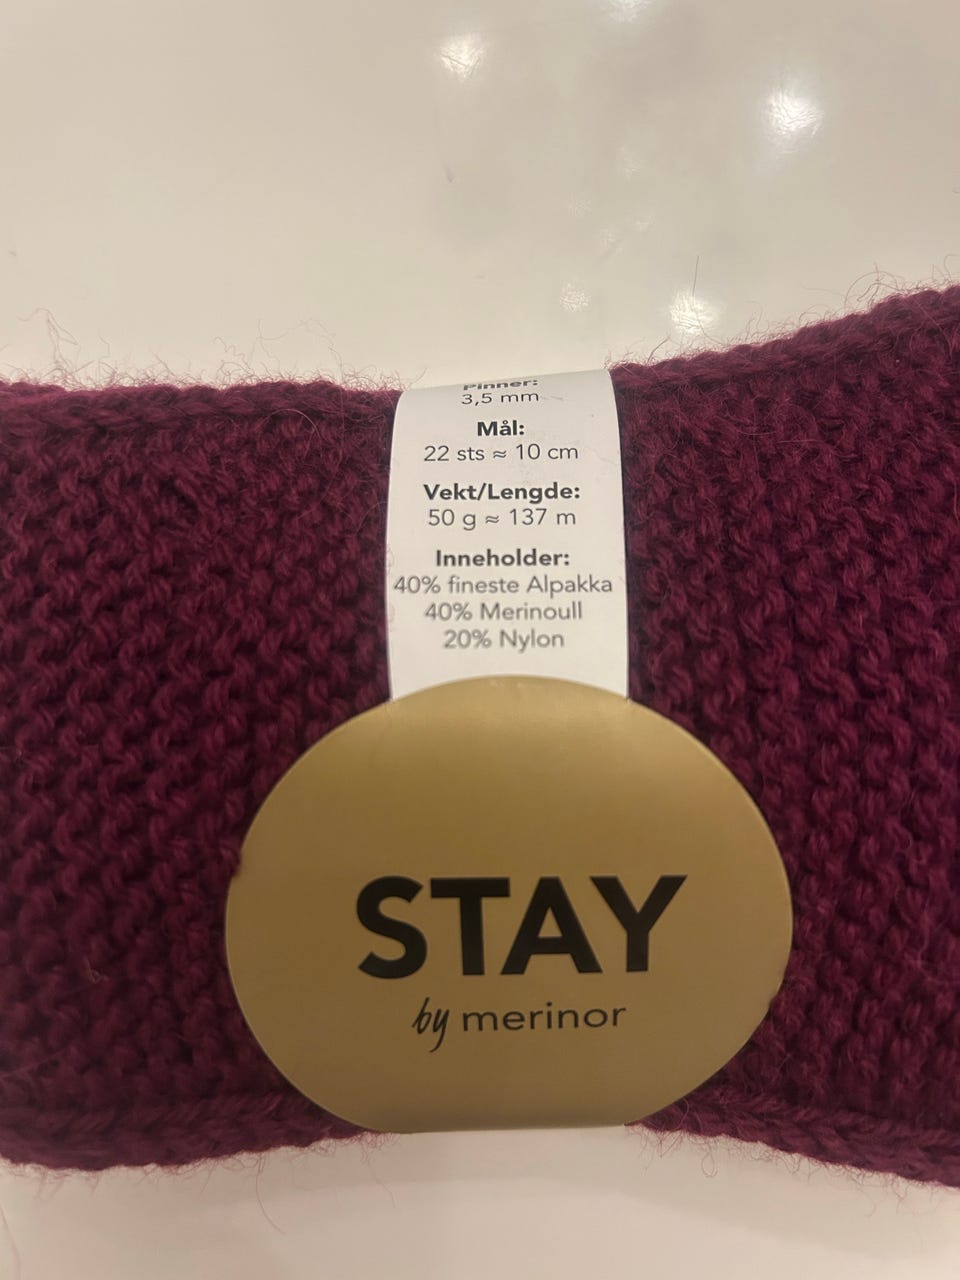 Pinner:
3,5 mm
Mål:
22 sts ≈ 10 cm
Vekt/Lengde:
50 g ≈ 137 m
Inneholder:
40% fineste Alpakka
40% Merinoull
20% Nylon
STAY
by merinor